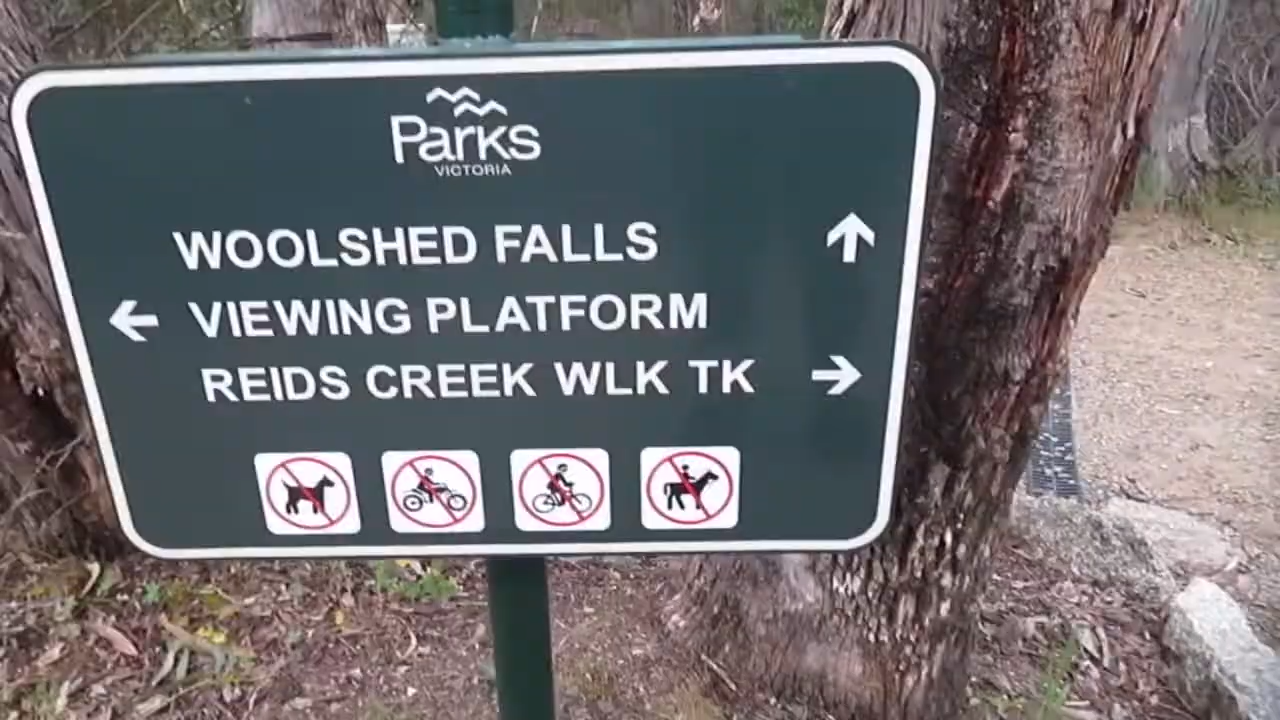 Parks
VICTORIA
WOOLSHED FALLS
VIEWING PLATFORM
REIDS CREEK WLK TK